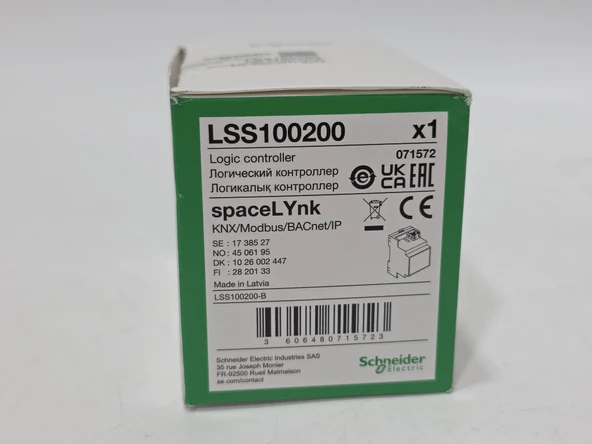 LSS100200 x1
Logic controller 071572
Логический контроллер
Логикалық контроллер
UK CA EAC
spaceLYnk
KNX/Modbus/BACnet/IP
CE
SE : 17 385 27
NO : 45 061 95
DK : 10 26 002 447
FI : 28 201 33
Made in Latvia
LSS100200-B
3 606480 715723
Schneider Electric Industries SAS
35 rue Joseph Monier
FR-92500 Rueil Malmaison
se.com/contact
Schneider
Electric